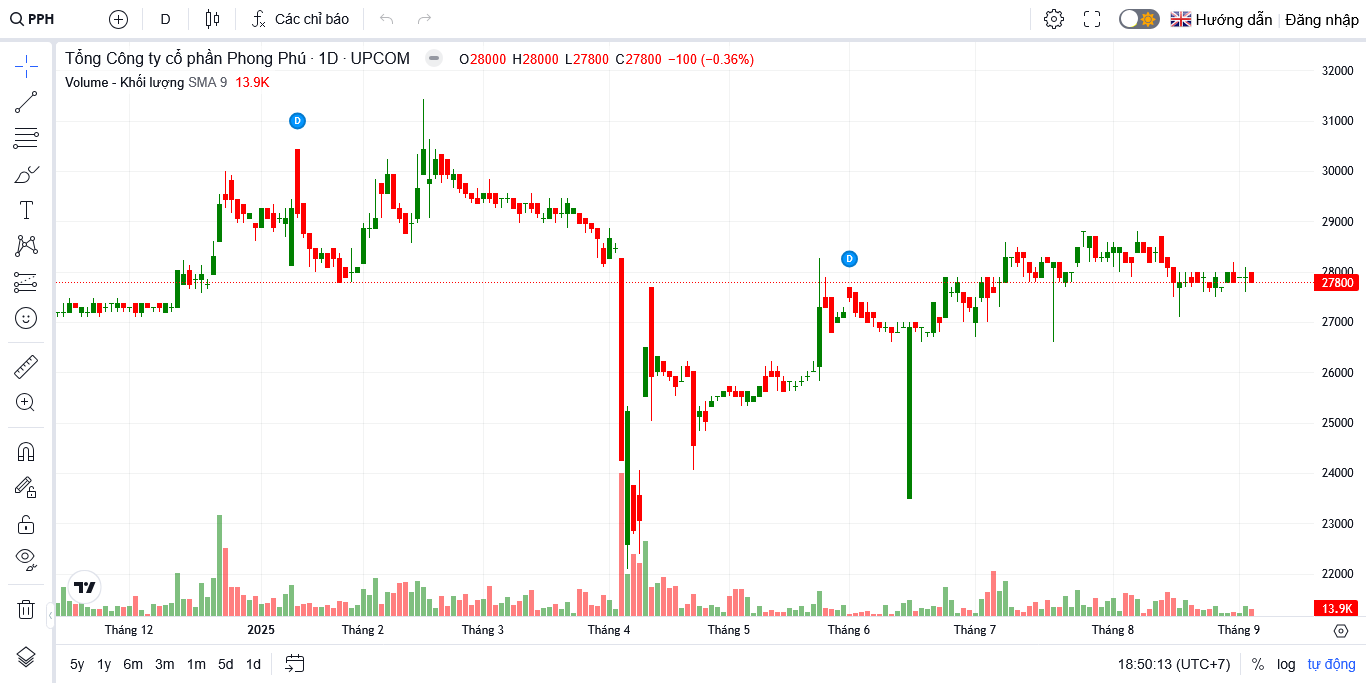 PPH D Các chỉ báo Hướng dẫn Đăng nhập
Tổng Công ty cổ phần Phong Phú · 1D · UPCOM O28000 H28000 L27800 C27800 −100 (−0.36%)
Volume - Khối lượng SMA 9 13.9K
D
D
32000
31000
30000
29000
28000
27800
27000
26000
25000
24000
23000
22000
13.9K
Tháng 12 2025 Tháng 2 Tháng 3 Tháng 4 Tháng 5 Tháng 6 Tháng 7 Tháng 8 Tháng 9
5y 1y 6m 3m 1m 5d 1d 18:50:13 (UTC+7) % log tự động